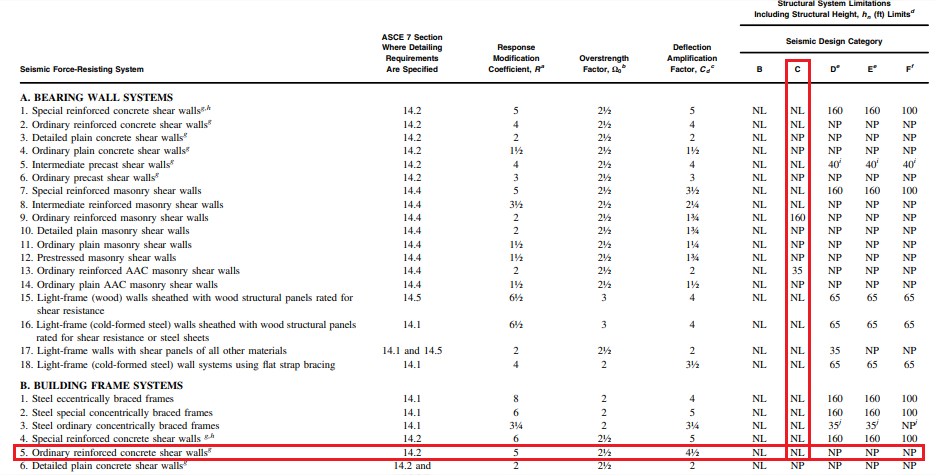 Structural System Limitations
Including Structural Height, hₙ (ft) Limitsᵈ
Seismic Design Category
Seismic Force-Resisting System ASCE 7 Section Where Detailing Requirements Are Specified Response Modification Coefficient, Rᵃ Overstrength Factor, Ω₀ᵇ Deflection Amplification Factor, C_dᶜ B C Dᵉ Eᵉ Fᶠ
A. BEARING WALL SYSTEMS
1. Special reinforced concrete shear wallsᵍ,ʰ 14.2 5 2½ 5 NL NL 160 160 100
2. Ordinary reinforced concrete shear wallsᵍ 14.2 4 2½ 4 NL NL NP NP NP
3. Detailed plain concrete shear wallsᵍ 14.2 2 2½ 2 NL NP NP NP NP
4. Ordinary plain concrete shear wallsᵍ 14.2 1½ 2½ 1½ NL NP NP NP NP
5. Intermediate precast shear wallsᵍ 14.2 4 2½ 4 NL NL 40ⁱ 40ⁱ 40ⁱ
6. Ordinary precast shear wallsᵍ 14.2 3 2½ 3 NL NP NP NP NP
7. Special reinforced masonry shear walls 14.4 5 2½ 3½ NL NL 160 160 100
8. Intermediate reinforced masonry shear walls 14.4 3½ 2½ 2¼ NL NL NP NP NP
9. Ordinary reinforced masonry shear walls 14.4 2 2½ 1¾ NL 160 NP NP NP
10. Detailed plain masonry shear walls 14.4 2 2½ 1¾ NL NP NP NP NP
11. Ordinary plain masonry shear walls 14.4 1½ 2½ 1¼ NL NP NP NP NP
12. Prestressed masonry shear walls 14.4 1½ 2½ 1¾ NL NP NP NP NP
13. Ordinary reinforced AAC masonry shear walls 14.4 2 2½ 2 NL 35 NP NP NP
14. Ordinary plain AAC masonry shear walls 14.4 1½ 2½ 1½ NL NP NP NP NP
15. Light-frame (wood) walls sheathed with wood structural panels rated for 14.5 6½ 3 4 NL NL 65 65 65
shear resistance
16. Light-frame (cold-formed steel) walls sheathed with wood structural panels 14.1 6½ 3 4 NL NL 65 65 65
rated for shear resistance or steel sheets
17. Light-frame walls with shear panels of all other materials 14.1 and 14.5 2 2½ 2 NL NL 35 NP NP
18. Light-frame (cold-formed steel) wall systems using flat strap bracing 14.1 4 2 3½ NL NL 65 65 65
B. BUILDING FRAME SYSTEMS
1. Steel eccentrically braced frames 14.1 8 2 4 NL NL 160 160 100
2. Steel special concentrically braced frames 14.1 6 2 5 NL NL 160 160 100
3. Steel ordinary concentrically braced frames 14.1 3¼ 2 3¼ NL NL 35ʲ 35ʲ NPʲ
4. Special reinforced concrete shear walls ᵍ,ʰ 14.2 6 2½ 5 NL NL 160 160 100
5. Ordinary reinforced concrete shear wallsᵍ 14.2 5 2½ 4½ NL NL NP NP NP
6. Detailed plain concrete shear wallsᵍ 14.2 and 2 2½ 2 NL NP NP NP NP